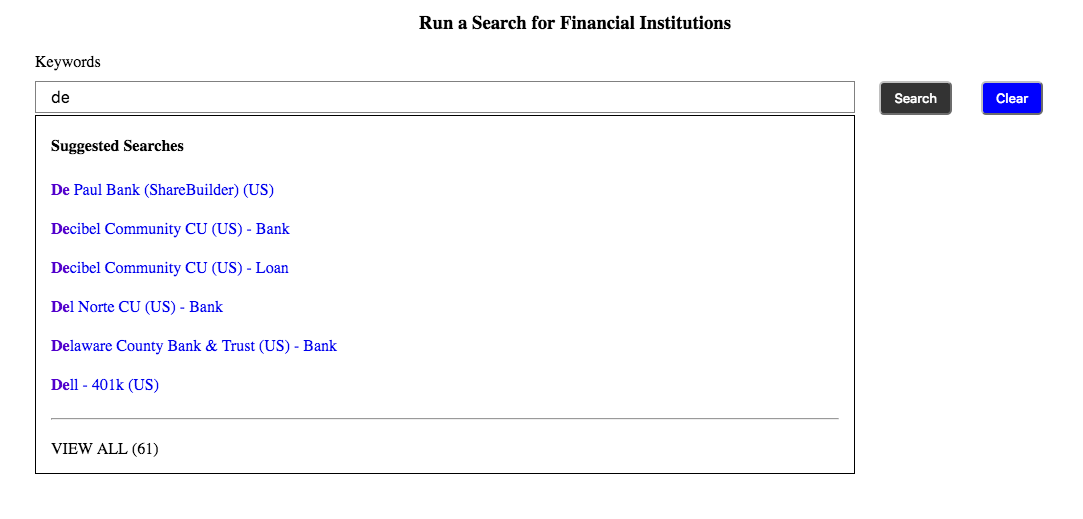 Run a Search for Financial Institutions
Keywords
de
Search
Clear
Suggested Searches
De Paul Bank (ShareBuilder) (US)
Decibel Community CU (US) - Bank
Decibel Community CU (US) - Loan
Del Norte CU (US) - Bank
Delaware County Bank & Trust (US) - Bank
Dell - 401k (US)
VIEW ALL (61)